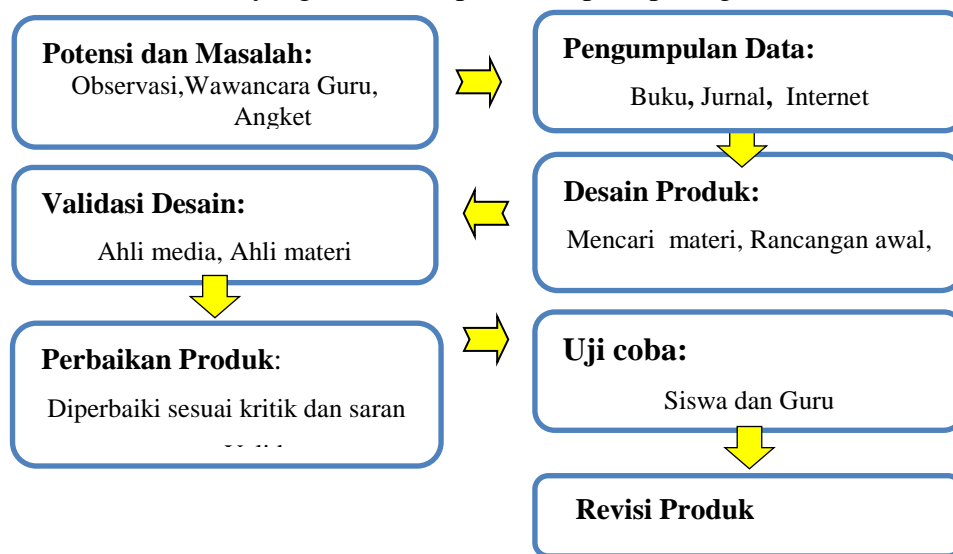 Potensi dan Masalah:
Observasi,Wawancara Guru,
Angket
Pengumpulan Data:
Buku, Jurnal, Internet
Desain Produk:
Mencari materi, Rancangan awal,
Validasi Desain:
Ahli media, Ahli materi
Perbaikan Produk:
Diperbaiki sesuai kritik dan saran
Uji coba:
Siswa dan Guru
Revisi Produk